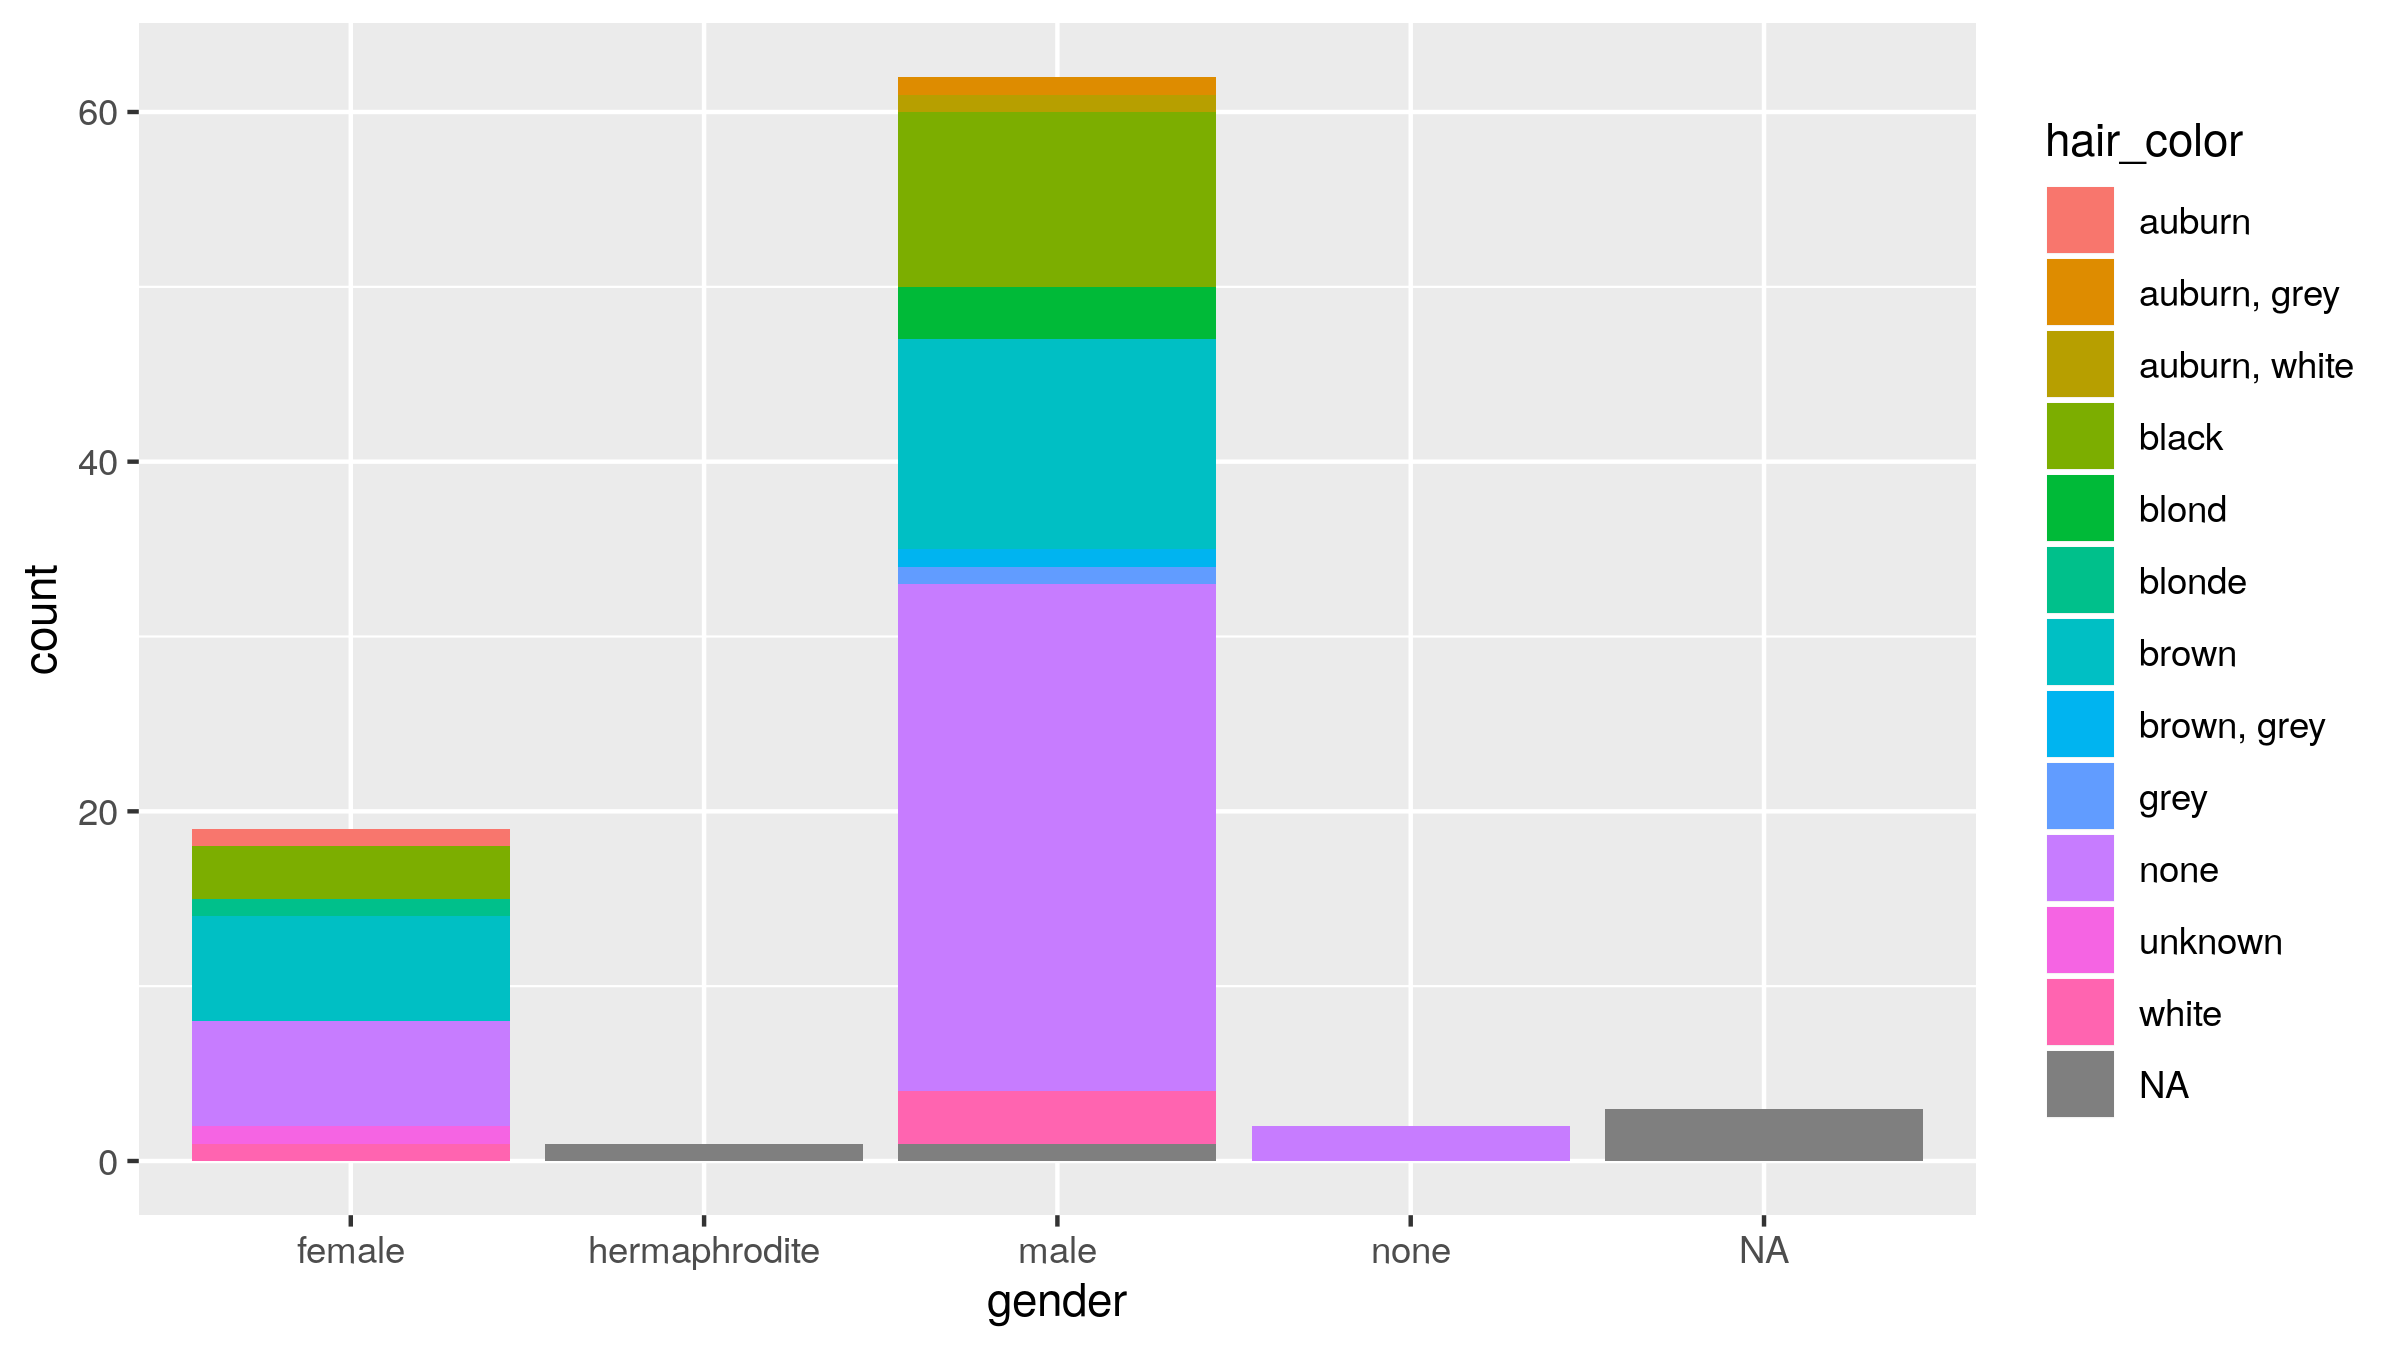 60
40
20
0
count
female
hermaphrodite
male
none
NA
gender
hair_color
auburn
auburn, grey
auburn, white
black
blond
blonde
brown
brown, grey
grey
none
unknown
white
NA